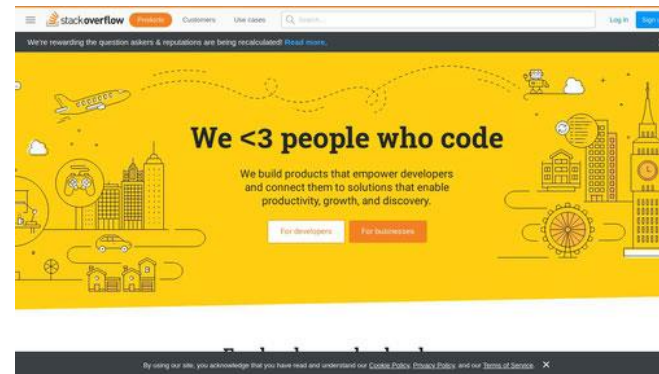 stackoverflow Products Customers Use cases Search... Log in Sign
We're rewarding the question askers & reputations are being recalculated! Read more.
We <3 people who code
We build products that empower developers
and connect them to solutions that enable
productivity, growth, and discovery.
For developers For businesses
By using our site, you acknowledge that you have read and understand our Cookie Policy, Privacy Policy, and our Terms of Service.